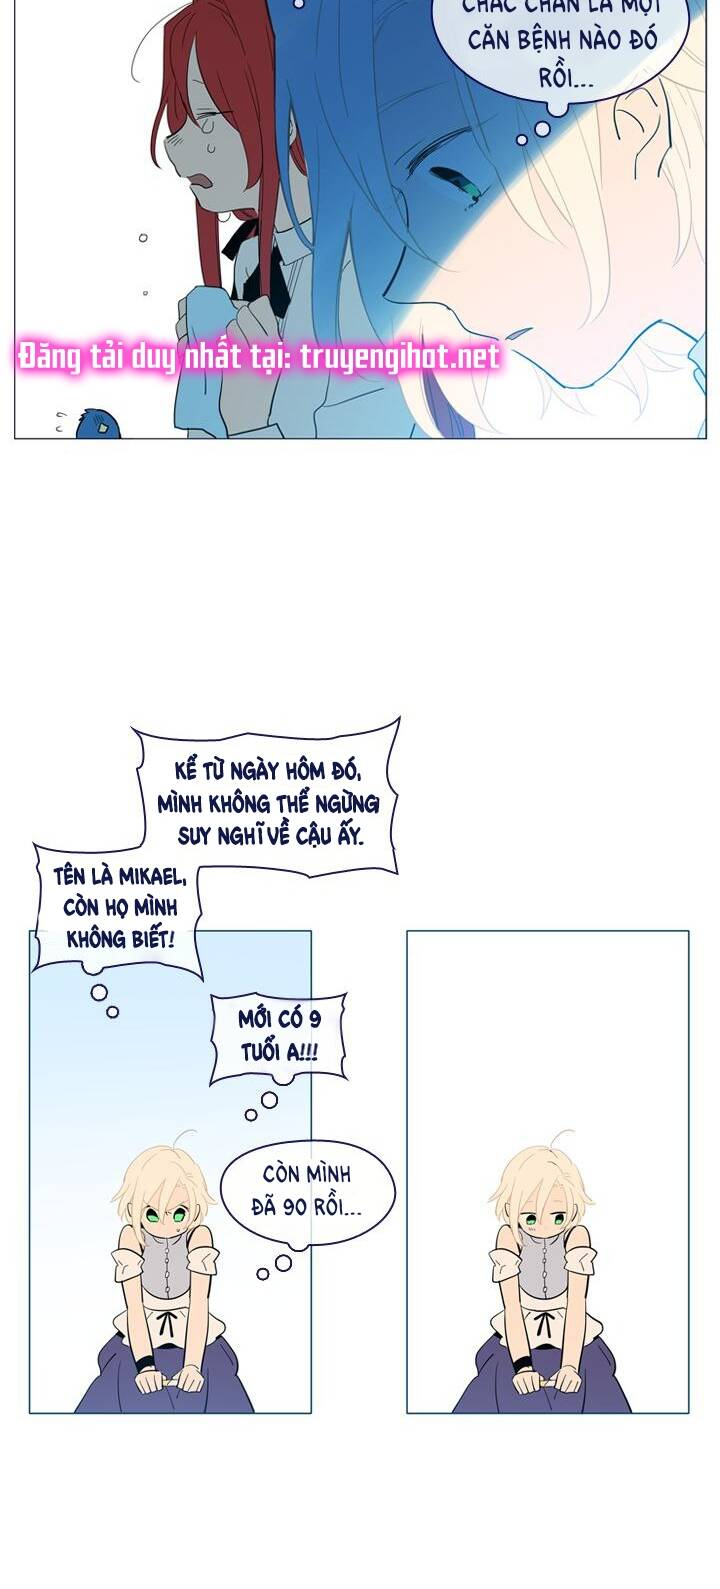 CHẮC CHẮN LÀ MỘT
CĂN BỆNH NÀO ĐÓ
RỒI...
Đăng tải duy nhất tại: truyengihot.net
KỂ TỪ NGÀY HÔM ĐÓ,
MÌNH KHÔNG THỂ NGỪNG
SUY NGHĨ VỀ CẬU ẤY.
TÊN LÀ MIKAEL,
CÒN HỌ MÌNH
KHÔNG BIẾT!
MỚI CÓ 9
TUỔI A!!!
CÒN MÌNH
ĐÃ 90 RỒI...